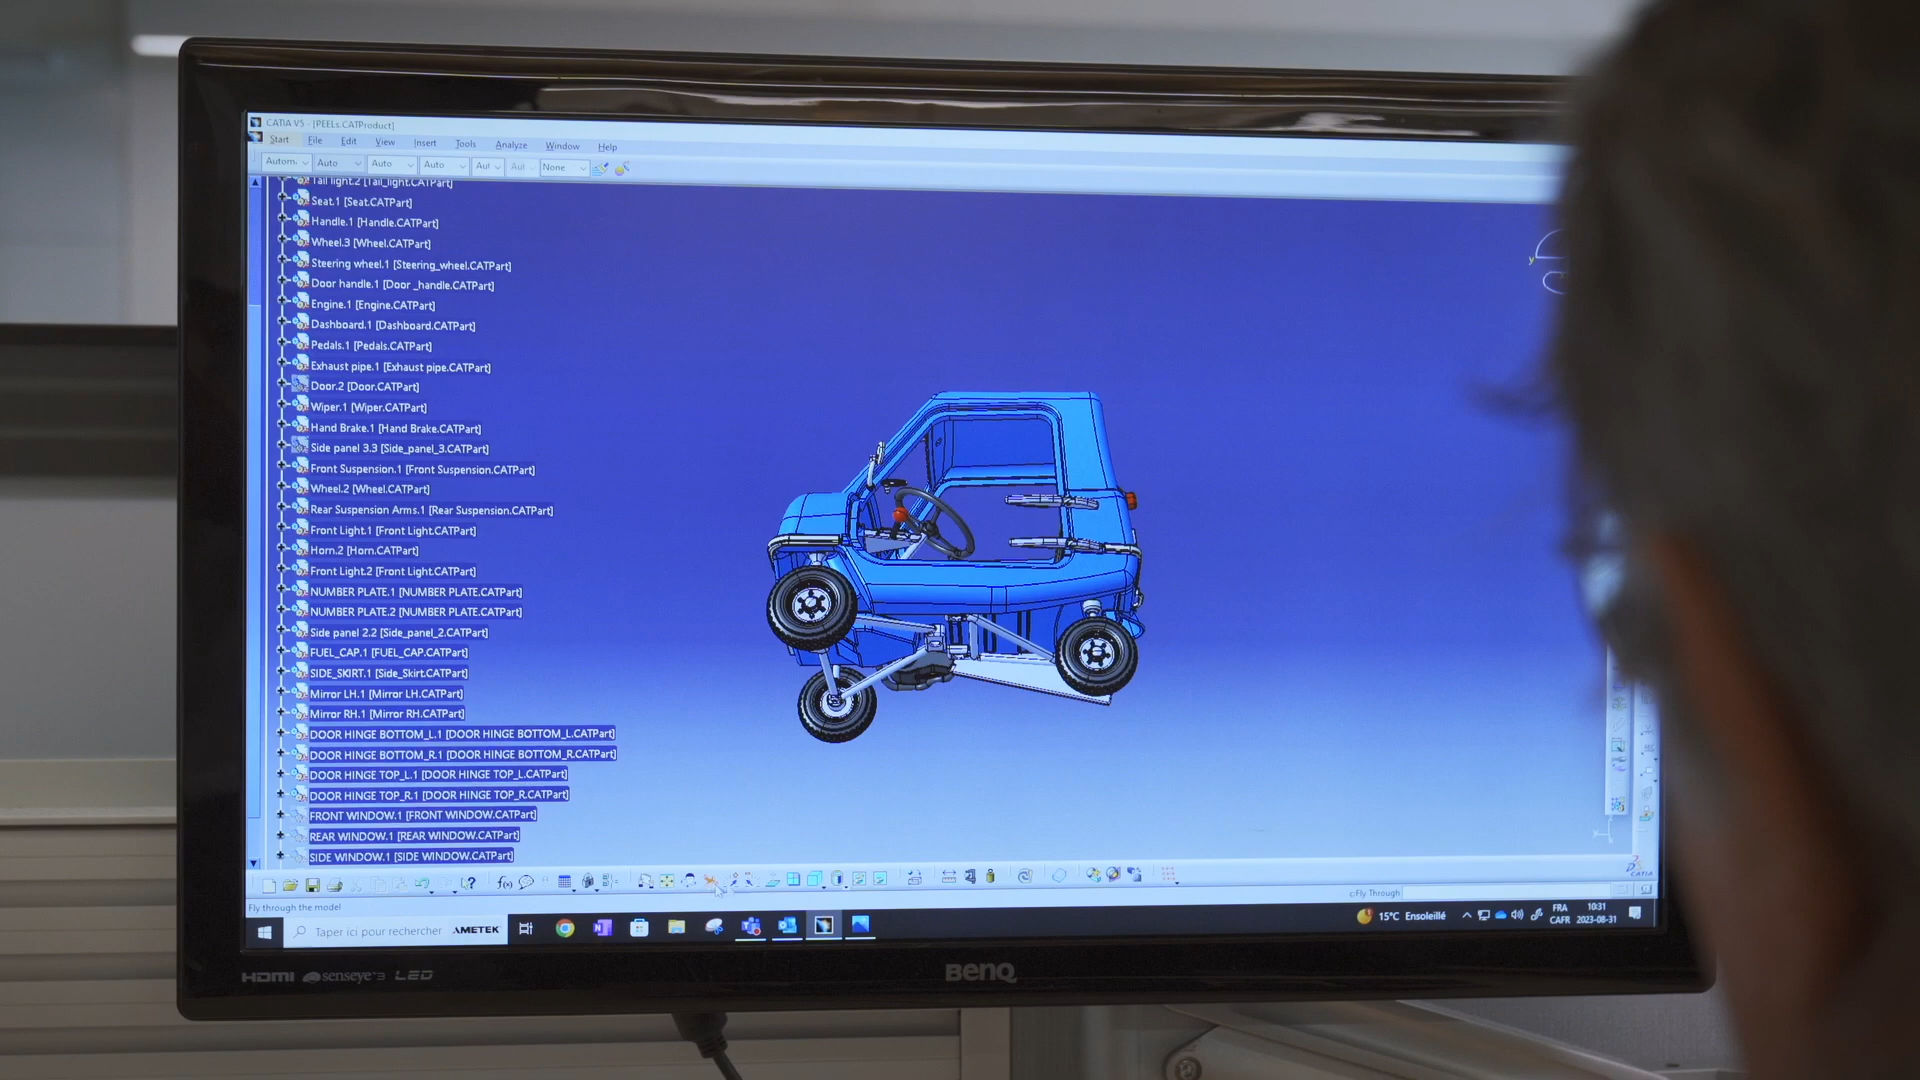 CATIA V5 - [PEELs.CATProduct]
Start File Edit View Insert Tools Analyze Window Help
Autom Auto Auto Auto Aut Aut None
Tail light.2 [Tail_light.CATPart]
Seat.1 [Seat.CATPart]
Handle.1 [Handle.CATPart]
Wheel.3 [Wheel.CATPart]
Steering wheel.1 [Steering_wheel.CATPart]
Door handle.1 [Door _handle.CATPart]
Engine.1 [Engine.CATPart]
Dashboard.1 [Dashboard.CATPart]
Pedals.1 [Pedals.CATPart]
Exhaust pipe.1 [Exhaust pipe.CATPart]
Door.2 [Door.CATPart]
Wiper.1 [Wiper.CATPart]
Hand Brake.1 [Hand Brake.CATPart]
Side panel 3.3 [Side_panel_3.CATPart]
Front Suspension.1 [Front Suspension.CATPart]
Wheel.2 [Wheel.CATPart]
Rear Suspension Arms.1 [Rear Suspension.CATPart]
Front Light.1 [Front Light.CATPart]
Horn.2 [Horn.CATPart]
Front Light.2 [Front Light.CATPart]
NUMBER PLATE.1 [NUMBER PLATE.CATPart]
NUMBER PLATE.2 [NUMBER PLATE.CATPart]
Side panel 2.2 [Side_panel_2.CATPart]
FUEL_CAP.1 [FUEL_CAP.CATPart]
SIDE_SKIRT.1 [Side_Skirt.CATPart]
Mirror LH.1 [Mirror LH.CATPart]
Mirror RH.1 [Mirror RH.CATPart]
DOOR HINGE BOTTOM_L.1 [DOOR HINGE BOTTOM_L.CATPart]
DOOR HINGE BOTTOM_R.1 [DOOR HINGE BOTTOM_R.CATPart]
DOOR HINGE TOP_L.1 [DOOR HINGE TOP_L.CATPart]
DOOR HINGE TOP_R.1 [DOOR HINGE TOP_R.CATPart]
FRONT WINDOW.1 [FRONT WINDOW.CATPart]
REAR WINDOW.1 [REAR WINDOW.CATPart]
SIDE WINDOW.1 [SIDE WINDOW.CATPart]
y
f(x)
CATIA
Fly through the model
c:Fly Through
Taper ici pour rechercher AMETEK
15°C Ensoleillé
FRA
CAFR
10:31
2023-08-31
HDMI senseye 3 LED
BenQ